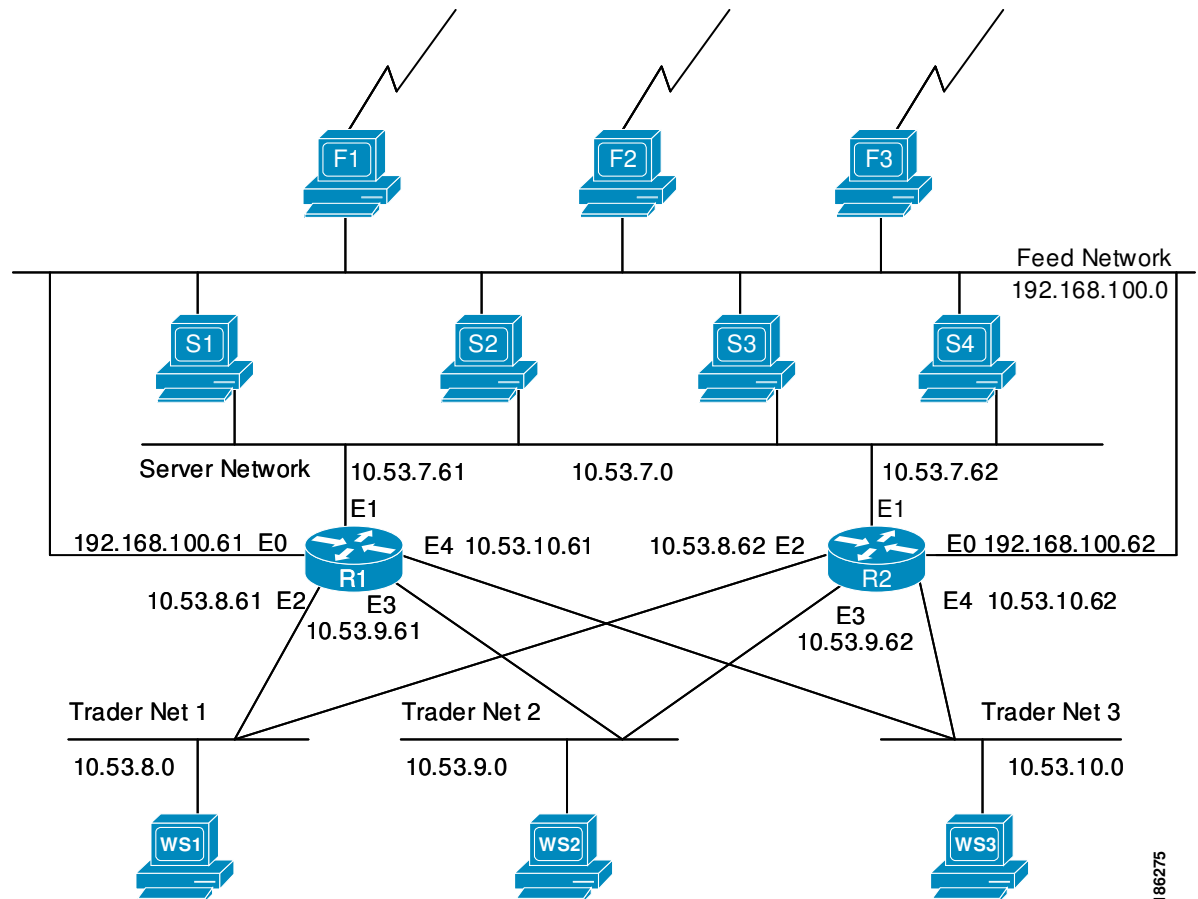 F1
F2
F3
Feed Network
192.168.100.0
S1
S2
S3
S4
Server Network
10.53.7.61
10.53.7.0
10.53.7.62
E1
E1
192.168.100.61 E0
E4 10.53.10.61
10.53.8.62 E2
E0 192.168.100.62
R1
R2
10.53.8.61 E2
E3
10.53.9.61
E3
10.53.9.62
E4 10.53.10.62
Trader Net 1
Trader Net 2
Trader Net 3
10.53.8.0
10.53.9.0
10.53.10.0
WS1
WS2
WS3
186275